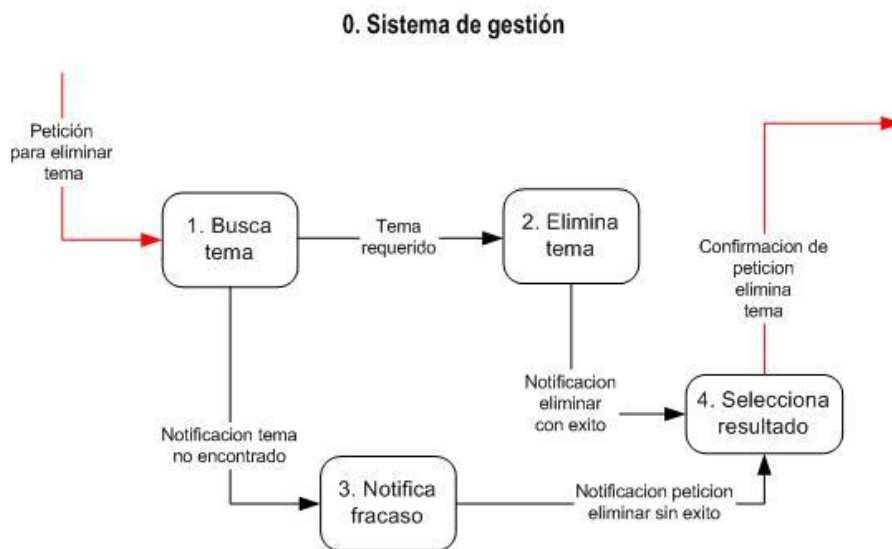 0. Sistema de gestión
Petición
para eliminar
tema
1. Busca
tema
Tema
requerido
2. Elimina
tema
Confirmacion de
peticion
elimina
tema
Notificacion
eliminar
con exito
4. Selecciona
resultado
Notificacion tema
no encontrado
3. Notifica
fracaso
Notificacion peticion
eliminar sin exito